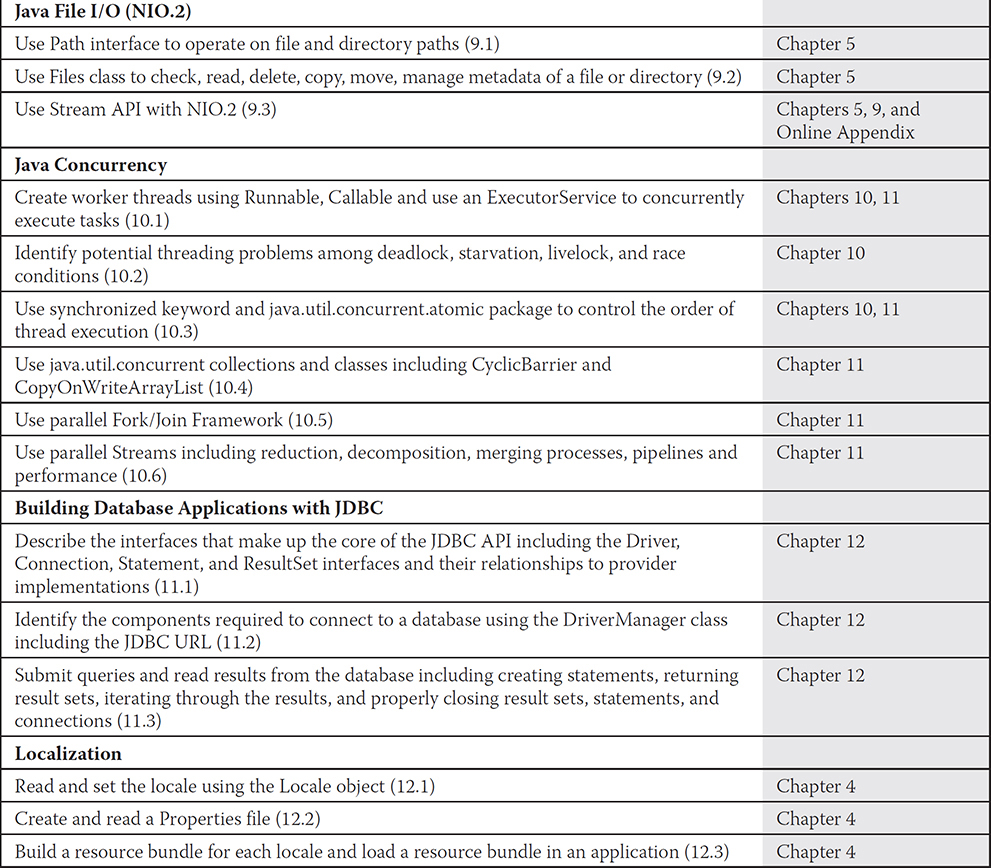 Java File I/O (NIO.2)
Use Path interface to operate on file and directory paths (9.1)
Chapter 5
Use Files class to check, read, delete, copy, move, manage metadata of a file or directory (9.2)
Chapter 5
Use Stream API with NIO.2 (9.3)
Chapters 5, 9, and
Online Appendix
Java Concurrency
Create worker threads using Runnable, Callable and use an ExecutorService to concurrently
execute tasks (10.1)
Chapters 10, 11
Identify potential threading problems among deadlock, starvation, livelock, and race
conditions (10.2)
Chapter 10
Use synchronized keyword and java.util.concurrent.atomic package to control the order of
thread execution (10.3)
Chapters 10, 11
Use java.util.concurrent collections and classes including CyclicBarrier and
CopyOnWriteArrayList (10.4)
Chapter 11
Use parallel Fork/Join Framework (10.5)
Chapter 11
Use parallel Streams including reduction, decomposition, merging processes, pipelines and
performance (10.6)
Chapter 11
Building Database Applications with JDBC
Describe the interfaces that make up the core of the JDBC API including the Driver,
Connection, Statement, and ResultSet interfaces and their relationships to provider
implementations (11.1)
Chapter 12
Identify the components required to connect to a database using the DriverManager class
including the JDBC URL (11.2)
Chapter 12
Submit queries and read results from the database including creating statements, returning
result sets, iterating through the results, and properly closing result sets, statements, and
connections (11.3)
Chapter 12
Localization
Read and set the locale using the Locale object (12.1)
Chapter 4
Create and read a Properties file (12.2)
Chapter 4
Build a resource bundle for each locale and load a resource bundle in an application (12.3)
Chapter 4